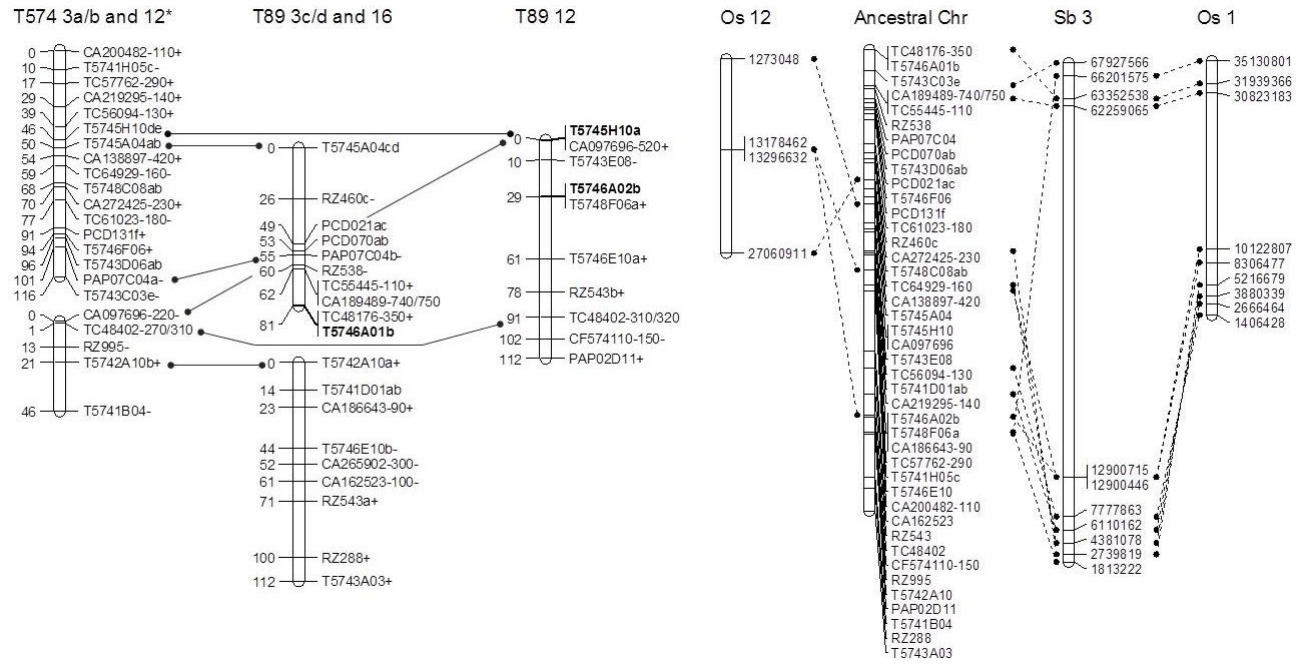 T574 3a/b and 12*
0 CA200482-110+
10 T5741H05c-
17 TC57762-290+
29 CA219295-140+
39 TC56094-130+
46 T5745H10de
50 T5745A04ab
54 CA138897-420+
59 TC64929-160-
68 T5748C08ab
70 CA272425-230+
77 TC61023-180-
91 PCD131f+
94 T5746F06+
96 T5743D06ab
101 PAP07C04a-
116 T5743C03e-
0 CA097696-220-
1 TC48402-270/310
13 RZ995-
21 T5742A10b+
46 T5741B04-
T89 3c/d and 16
0 T5745A04cd
26 RZ460c-
49 PCD021ac
53 PCD070ab
55 PAP07C04b-
60 RZ538-
62 TC55445-110+
CA189489-740/750
81 TC48176-350+
T5746A01b
0 T5742A10a+
14 T5741D01ab
23 CA186643-90+
44 T5746E10b-
52 CA265902-300-
61 CA162523-100-
71 RZ543a+
100 RZ288+
112 T5743A03+
T89 12
0 T5745H10a
CA097696-520+
10 T5743E08-
29 T5746A02b
T5748F06a+
61 T5746E10a+
78 RZ543b+
91 TC48402-310/320
102 CF574110-150-
112 PAP02D11+
Os 12
1273048
13178462
13296632
27060911
Ancestral Chr
TC48176-350
T5746A01b
T5743C03e
CA189489-740/750
TC55445-110
RZ538
PAP07C04
PCD070ab
T5743D06ab
PCD021ac
T5746F06
PCD131f
TC61023-180
RZ460c
CA272425-230
T5748C08ab
TC64929-160
CA138897-420
T5745A04
T5745H10
CA097696
T5743E08
TC56094-130
T5741D01ab
CA219295-140
T5746A02b
T5748F06a
CA186643-90
TC57762-290
T5741H05c
T5746E10
CA200482-110
CA162523
RZ543
TC48402
CF574110-150
RZ995
T5742A10
PAP02D11
T5741B04
RZ288
T5743A03
Sb 3
67927566
66201575
63352538
62259065
12900715
12900446
7777863
6110162
4381078
2739819
1813222
Os 1
35130801
31939366
30823183
10122807
8306477
5216679
3880339
2666464
1406428